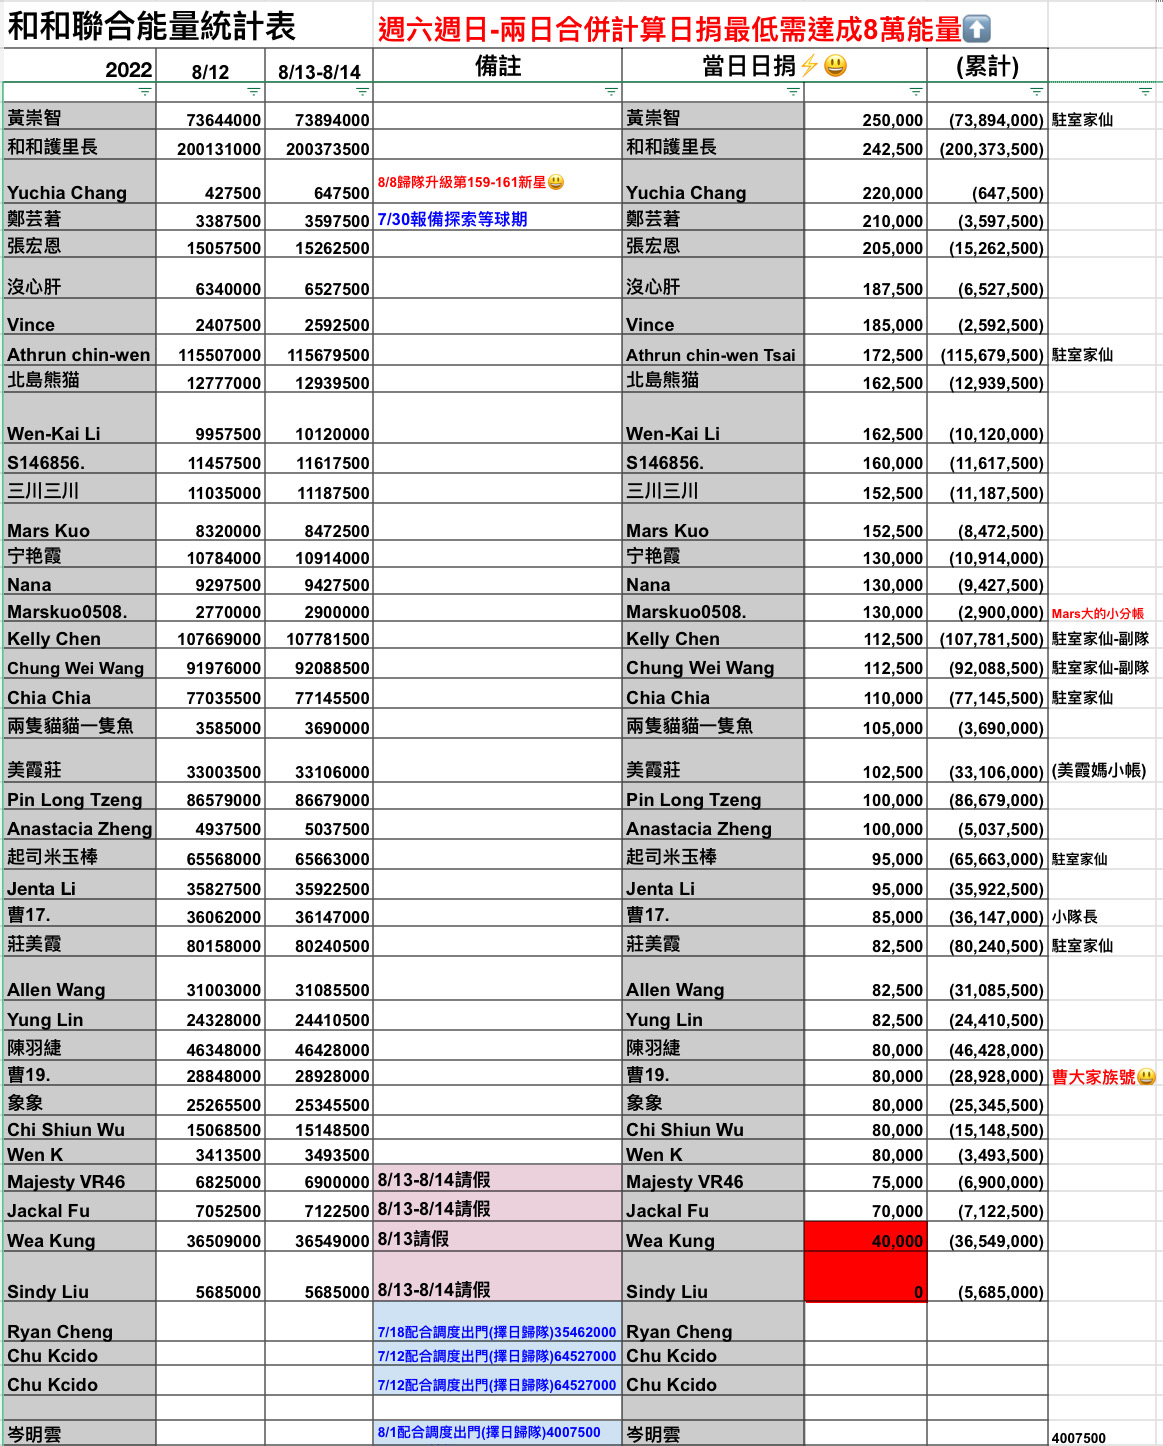 和和聯合能量統計表 週六週日-兩日合併計算日捐最低需達成8萬能量⬆️
2022 8/12 8/13-8/14 備註 當日日捐⚡😃 (累計)
黃崇智 73644000 73894000 黃崇智 250,000 (73,894,000) 駐室家仙
和和護里長 200131000 200373500 和和護里長 242,500 (200,373,500)
Yuchia Chang 427500 647500 8/8歸隊升級第159-161新星😃 Yuchia Chang 220,000 (647,500)
鄭芸著 3387500 3597500 7/30報備探索等球期 鄭芸著 210,000 (3,597,500)
張宏恩 15057500 15262500 張宏恩 205,000 (15,262,500)
沒心肝 6340000 6527500 沒心肝 187,500 (6,527,500)
Vince 2407500 2592500 Vince 185,000 (2,592,500)
Athrun chin-wen 115507000 115679500 Athrun chin-wen Tsai 172,500 (115,679,500) 駐室家仙
北島熊猫 12777000 12939500 北島熊猫 162,500 (12,939,500)
Wen-Kai Li 9957500 10120000 Wen-Kai Li 162,500 (10,120,000)
S146856. 11457500 11617500 S146856. 160,000 (11,617,500)
三川三川 11035000 11187500 三川三川 152,500 (11,187,500)
Mars Kuo 8320000 8472500 Mars Kuo 152,500 (8,472,500)
宁艳霞 10784000 10914000 宁艳霞 130,000 (10,914,000)
Nana 9297500 9427500 Nana 130,000 (9,427,500)
Marskuo0508. 2770000 2900000 Marskuo0508. 130,000 (2,900,000) Mars大的小分帳
Kelly Chen 107669000 107781500 Kelly Chen 112,500 (107,781,500) 駐室家仙-副隊
Chung Wei Wang 91976000 92088500 Chung Wei Wang 112,500 (92,088,500) 駐室家仙-副隊
Chia Chia 77035500 77145500 Chia Chia 110,000 (77,145,500) 駐室家仙
兩隻貓貓一隻魚 3585000 3690000 兩隻貓貓一隻魚 105,000 (3,690,000)
美霞莊 33003500 33106000 美霞莊 102,500 (33,106,000) (美霞媽小帳)
Pin Long Tzeng 86579000 86679000 Pin Long Tzeng 100,000 (86,679,000)
Anastacia Zheng 4937500 5037500 Anastacia Zheng 100,000 (5,037,500)
起司米玉棒 65568000 65663000 起司米玉棒 95,000 (65,663,000) 駐室家仙
Jenta Li 35827500 35922500 Jenta Li 95,000 (35,922,500)
曹17. 36062000 36147000 曹17. 85,000 (36,147,000) 小隊長
莊美霞 80158000 80240500 莊美霞 82,500 (80,240,500) 駐室家仙
Allen Wang 31003000 31085500 Allen Wang 82,500 (31,085,500)
Yung Lin 24328000 24410500 Yung Lin 82,500 (24,410,500)
陳羽緁 46348000 46428000 陳羽緁 80,000 (46,428,000)
曹19. 28848000 28928000 曹19. 80,000 (28,928,000) 曹大家族號😃
象象 25265500 25345500 象象 80,000 (25,345,500)
Chi Shiun Wu 15068500 15148500 Chi Shiun Wu 80,000 (15,148,500)
Wen K 3413500 3493500 Wen K 80,000 (3,493,500)
Majesty VR46 6825000 6900000 8/13-8/14請假 Majesty VR46 75,000 (6,900,000)
Jackal Fu 7052500 7122500 8/13-8/14請假 Jackal Fu 70,000 (7,122,500)
Wea Kung 36509000 36549000 8/13請假 Wea Kung 40,000 (36,549,000)
Sindy Liu 5685000 5685000 8/13-8/14請假 Sindy Liu 0 (5,685,000)
Ryan Cheng 7/18配合調度出門(擇日歸隊)35462000 Ryan Cheng
Chu Kcido 7/12配合調度出門(擇日歸隊)64527000 Chu Kcido
Chu Kcido 7/12配合調度出門(擇日歸隊)64527000 Chu Kcido
岑明雲 8/1配合調度出門(擇日歸隊)4007500 岑明雲 4007500